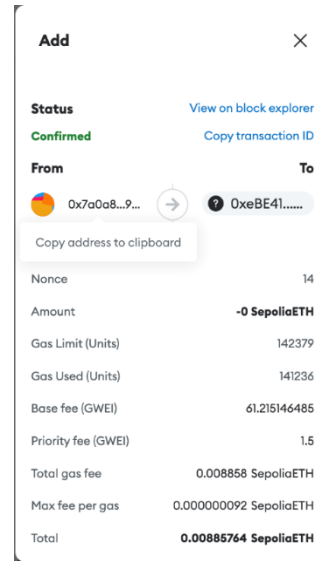 Add
Status View on block explorer
Confirmed Copy transaction ID
From To
0x7a0a8...9... 0xeBE41......
Copy address to clipboard
Nonce 14
Amount -0 SepoliaETH
Gas Limit (Units) 142379
Gas Used (Units) 141236
Base fee (GWEI) 61.215146485
Priority fee (GWEI) 1.5
Total gas fee 0.008858 SepoliaETH
Max fee per gas 0.000000092 SepoliaETH
Total 0.00885764 SepoliaETH